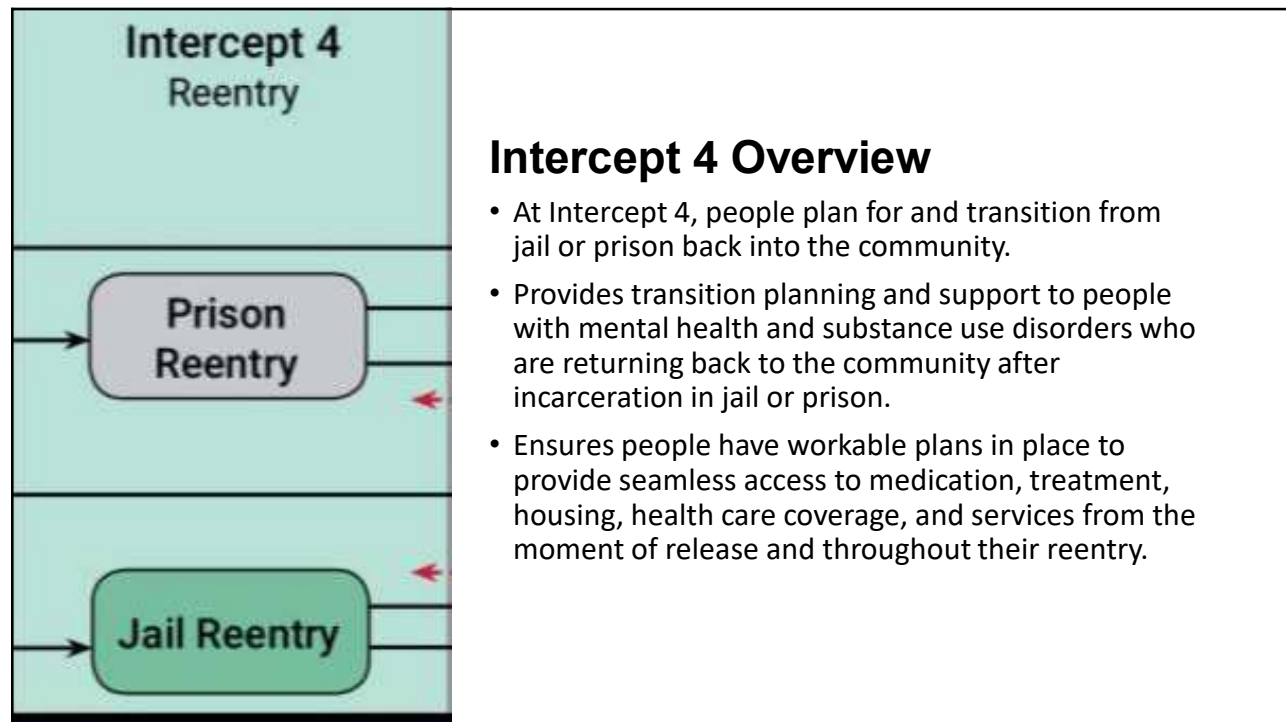 Intercept 4
Reentry
Prison
Reentry
Jail Reentry
Intercept 4 Overview
• At Intercept 4, people plan for and transition from
jail or prison back into the community.
• Provides transition planning and support to people
with mental health and substance use disorders who
are returning back to the community after
incarceration in jail or prison.
• Ensures people have workable plans in place to
provide seamless access to medication, treatment,
housing, health care coverage, and services from the
moment of release and throughout their reentry.